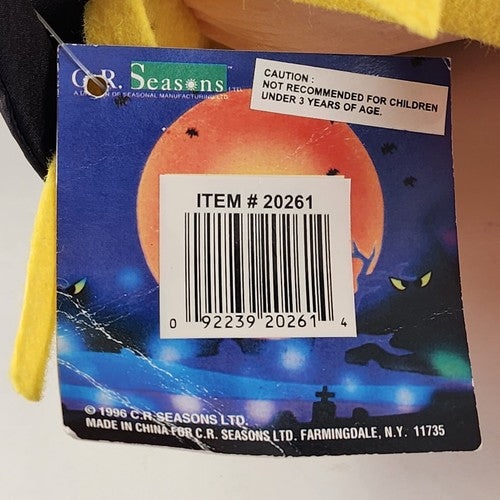 C.R. Seasons LTD.
A DIVISION OF SEASONAL MANUFACTURING LTD.
CAUTION :
NOT RECOMMENDED FOR CHILDREN
UNDER 3 YEARS OF AGE.
ITEM # 20261
0 92239 20261 4
© 1996 C.R. SEASONS LTD.
MADE IN CHINA FOR C.R. SEASONS LTD. FARMINGDALE, N.Y. 11735